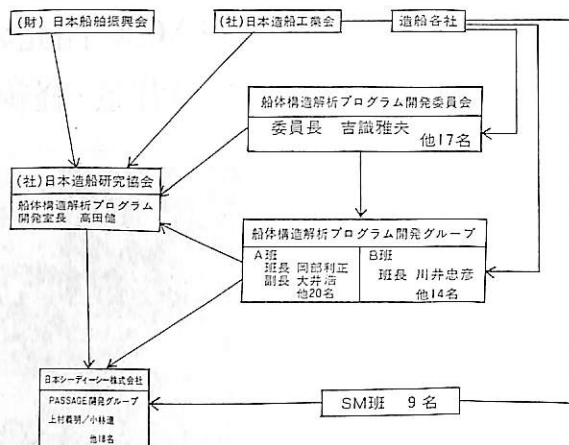 (財)日本船舶振興会
(社)日本造船工業会
造船各社
船体構造解析プログラム開発委員会
委員長 吉識雅夫
他17名
(社)日本造船研究協会
船体構造解析プログラム
開発室長 高田健
船体構造解析プログラム開発グループ
A班
班長 岡部利正
副長 大井浩
他20名
B班
班長 川井忠彦
他14名
日本シーディーシー株式会社
PASSAGE開発グループ
上村義明/小林進
他18名
SM班 9名